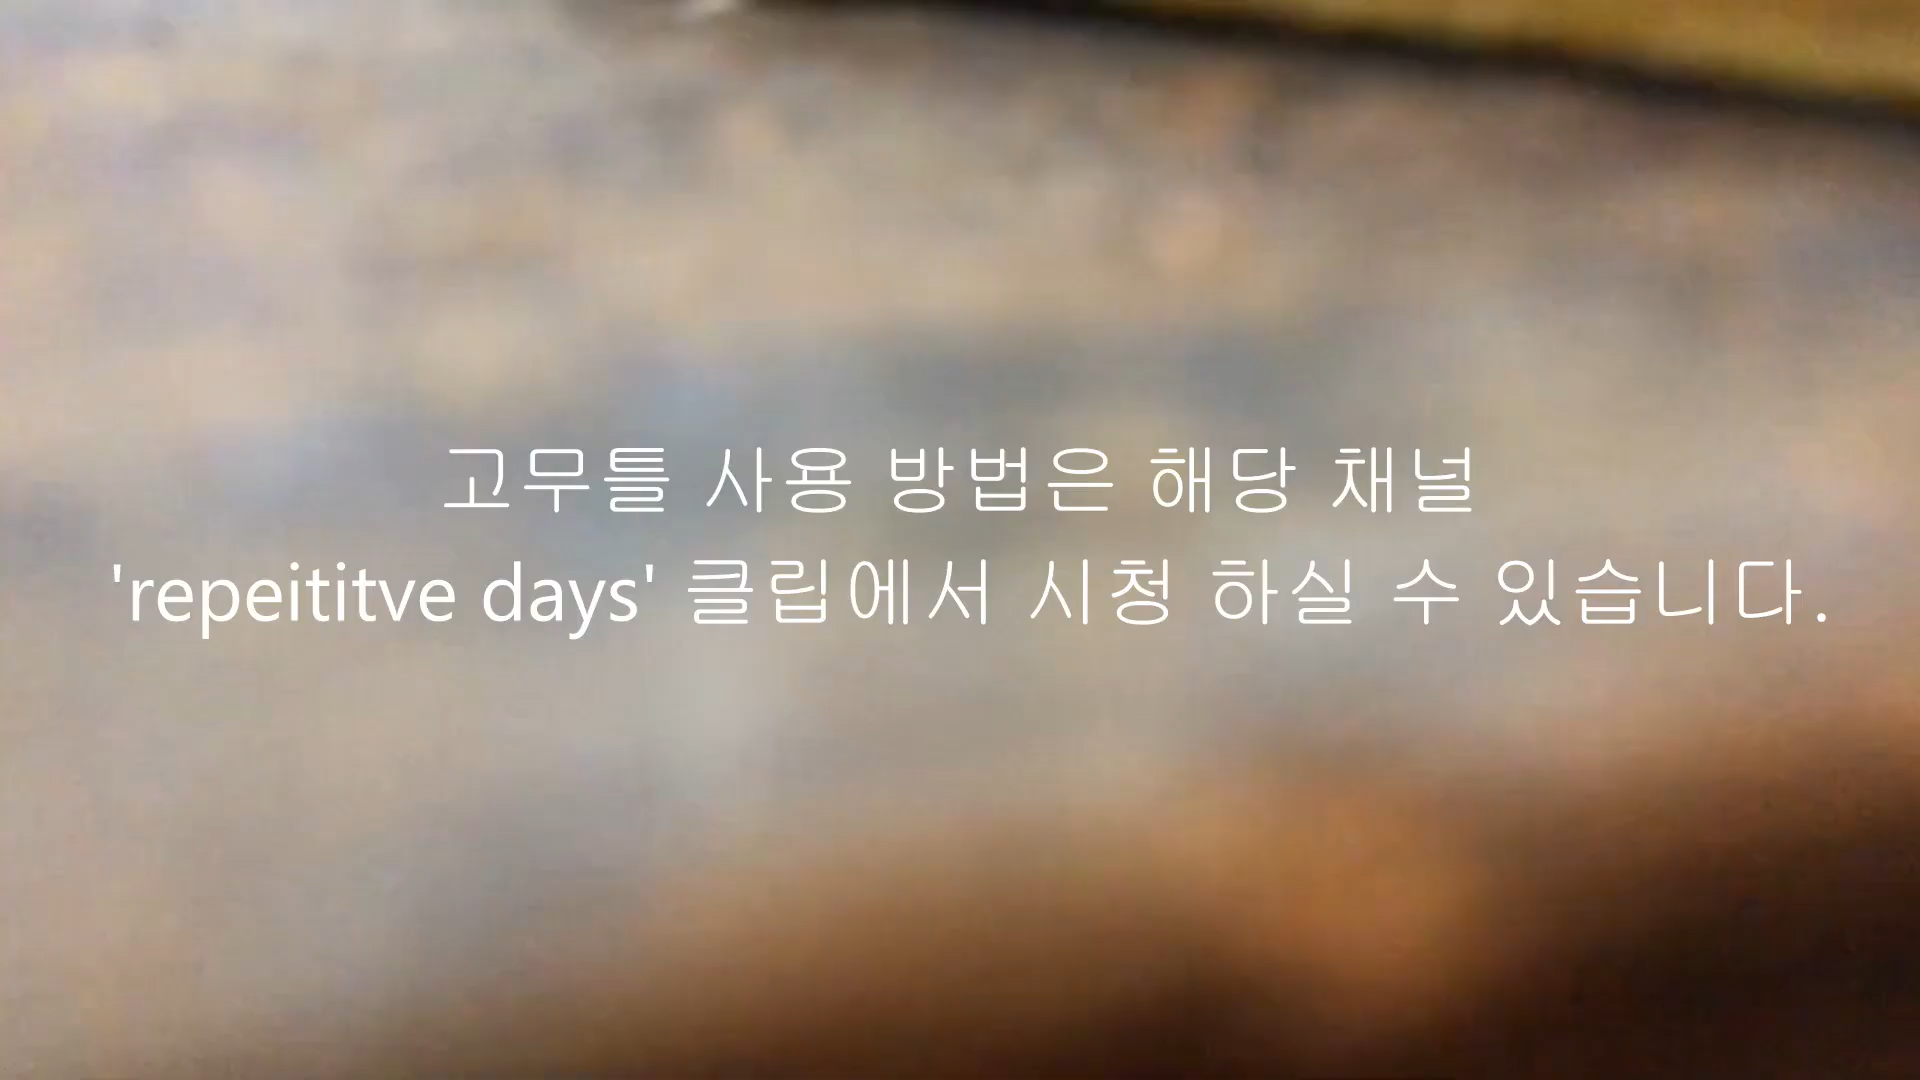 고무틀 사용 방법은 해당 채널
'repeititve days' 클립에서 시청 하실 수 있습니다.